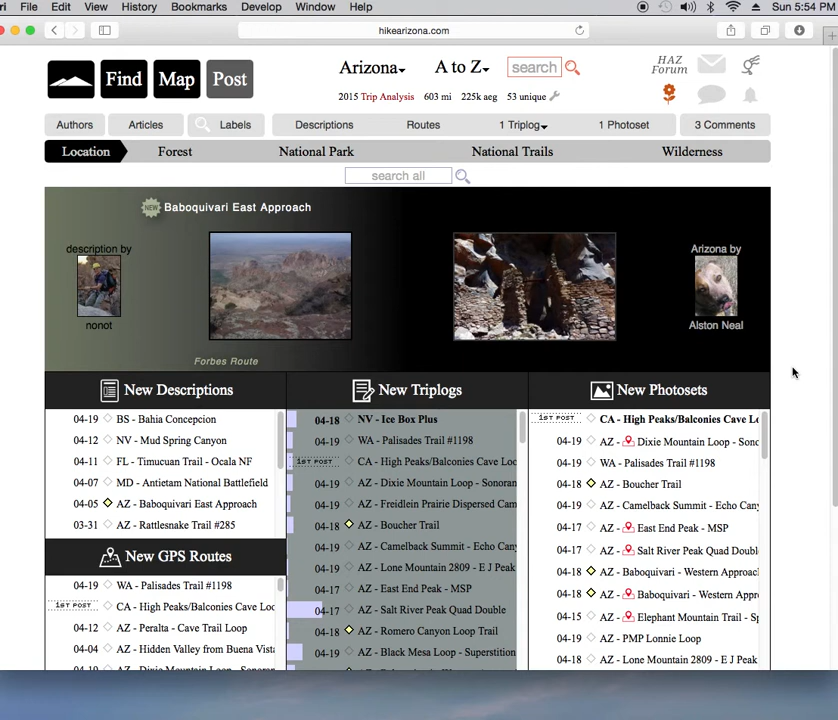 ri File Edit View History Bookmarks Develop Window Help Sun 5:54 PM
hikearizona.com
Find Map Post Arizona A to Z search HAZ Forum
2015 Trip Analysis 603 mi 225k aeg 53 unique
Authors Articles Labels Descriptions Routes 1 Triplog 1 Photoset 3 Comments
Location Forest National Park National Trails Wilderness
search all
NEW Baboquivari East Approach
description by
nonot
Forbes Route
Arizona by
Alston Neal
New Descriptions
04-19 BS - Bahia Concepcion
04-12 NV - Mud Spring Canyon
04-11 FL - Timucuan Trail - Ocala NF
04-07 MD - Antietam National Battlefield
04-05 AZ - Baboquivari East Approach
03-31 AZ - Rattlesnake Trail #285
New GPS Routes
04-19 WA - Palisades Trail #1198
1ST POST CA - High Peaks/Balconies Cave Loo
04-12 AZ - Peralta - Cave Trail Loop
04-04 AZ - Hidden Valley from Buena Vista
04-19 AZ - Dixie Mountain Loop - Sonoran
New Triplogs
04-18 NV - Ice Box Plus
04-19 WA - Palisades Trail #1198
1ST POST CA - High Peaks/Balconies Cave Loo
04-19 AZ - Dixie Mountain Loop - Sonoran
04-19 AZ - Freidlein Prairie Dispersed Cam
04-18 AZ - Boucher Trail
04-19 AZ - Camelback Summit - Echo Cany
04-19 AZ - Lone Mountain 2809 - E J Peak
04-17 AZ - East End Peak - MSP
04-17 AZ - Salt River Peak Quad Double
04-18 AZ - Romero Canyon Loop Trail
04-19 AZ - Black Mesa Loop - Superstition
New Photosets
1ST POST CA - High Peaks/Balconies Cave Lo
04-19 AZ - Dixie Mountain Loop - Sono
04-19 WA - Palisades Trail #1198
04-18 AZ - Boucher Trail
04-19 AZ - Camelback Summit - Echo Can
04-17 AZ - East End Peak - MSP
04-17 AZ - Salt River Peak Quad Double
04-18 AZ - Baboquivari - Western Approac
04-18 AZ - Baboquivari - Western Appr
04-15 AZ - Elephant Mountain Trail - Sp
04-19 AZ - PMP Lonnie Loop
04-18 AZ - Lone Mountain 2809 - E J Peak